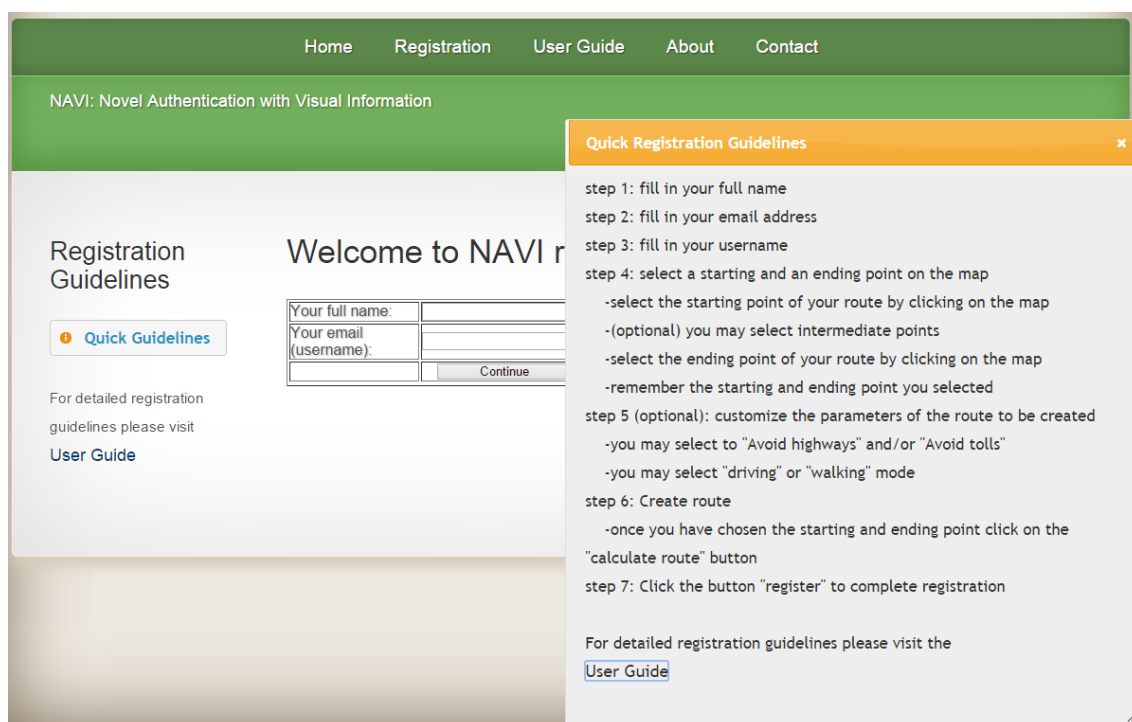 Home Registration User Guide About Contact
NAVI: Novel Authentication with Visual Information
Registration
Guidelines
Quick Guidelines
For detailed registration
guidelines please visit
User Guide
Welcome to NAVI r
Your full name:
Your email
(username):
Continue
Quick Registration Guidelines
step 1: fill in your full name
step 2: fill in your email address
step 3: fill in your username
step 4: select a starting and an ending point on the map
-select the starting point of your route by clicking on the map
-(optional) you may select intermediate points
-select the ending point of your route by clicking on the map
-remember the starting and ending point you selected
step 5 (optional): customize the parameters of the route to be created
-you may select to "Avoid highways" and/or "Avoid tolls"
-you may select "driving" or "walking" mode
step 6: Create route
-once you have chosen the starting and ending point click on the
"calculate route" button
step 7: Click the button "register" to complete registration
For detailed registration guidelines please visit the
User Guide